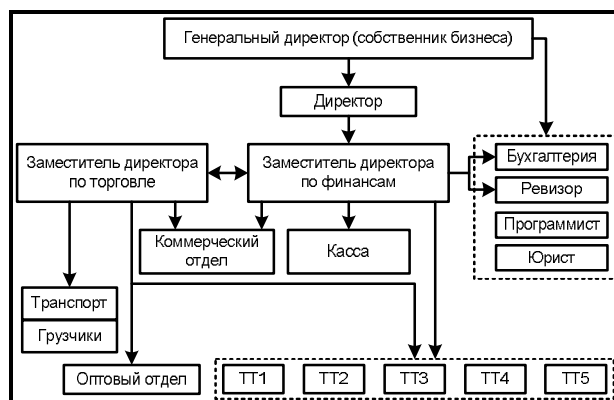 Генеральный директор (собственник бизнеса)
Директор
Заместитель директора
по торговле
Заместитель директора
по финансам
Бухгалтерия
Ревизор
Программист
Юрист
Коммерческий
отдел
Касса
Транспорт
Грузчики
Оптовый отдел
ТТ1
ТТ2
ТТ3
ТТ4
ТТ5